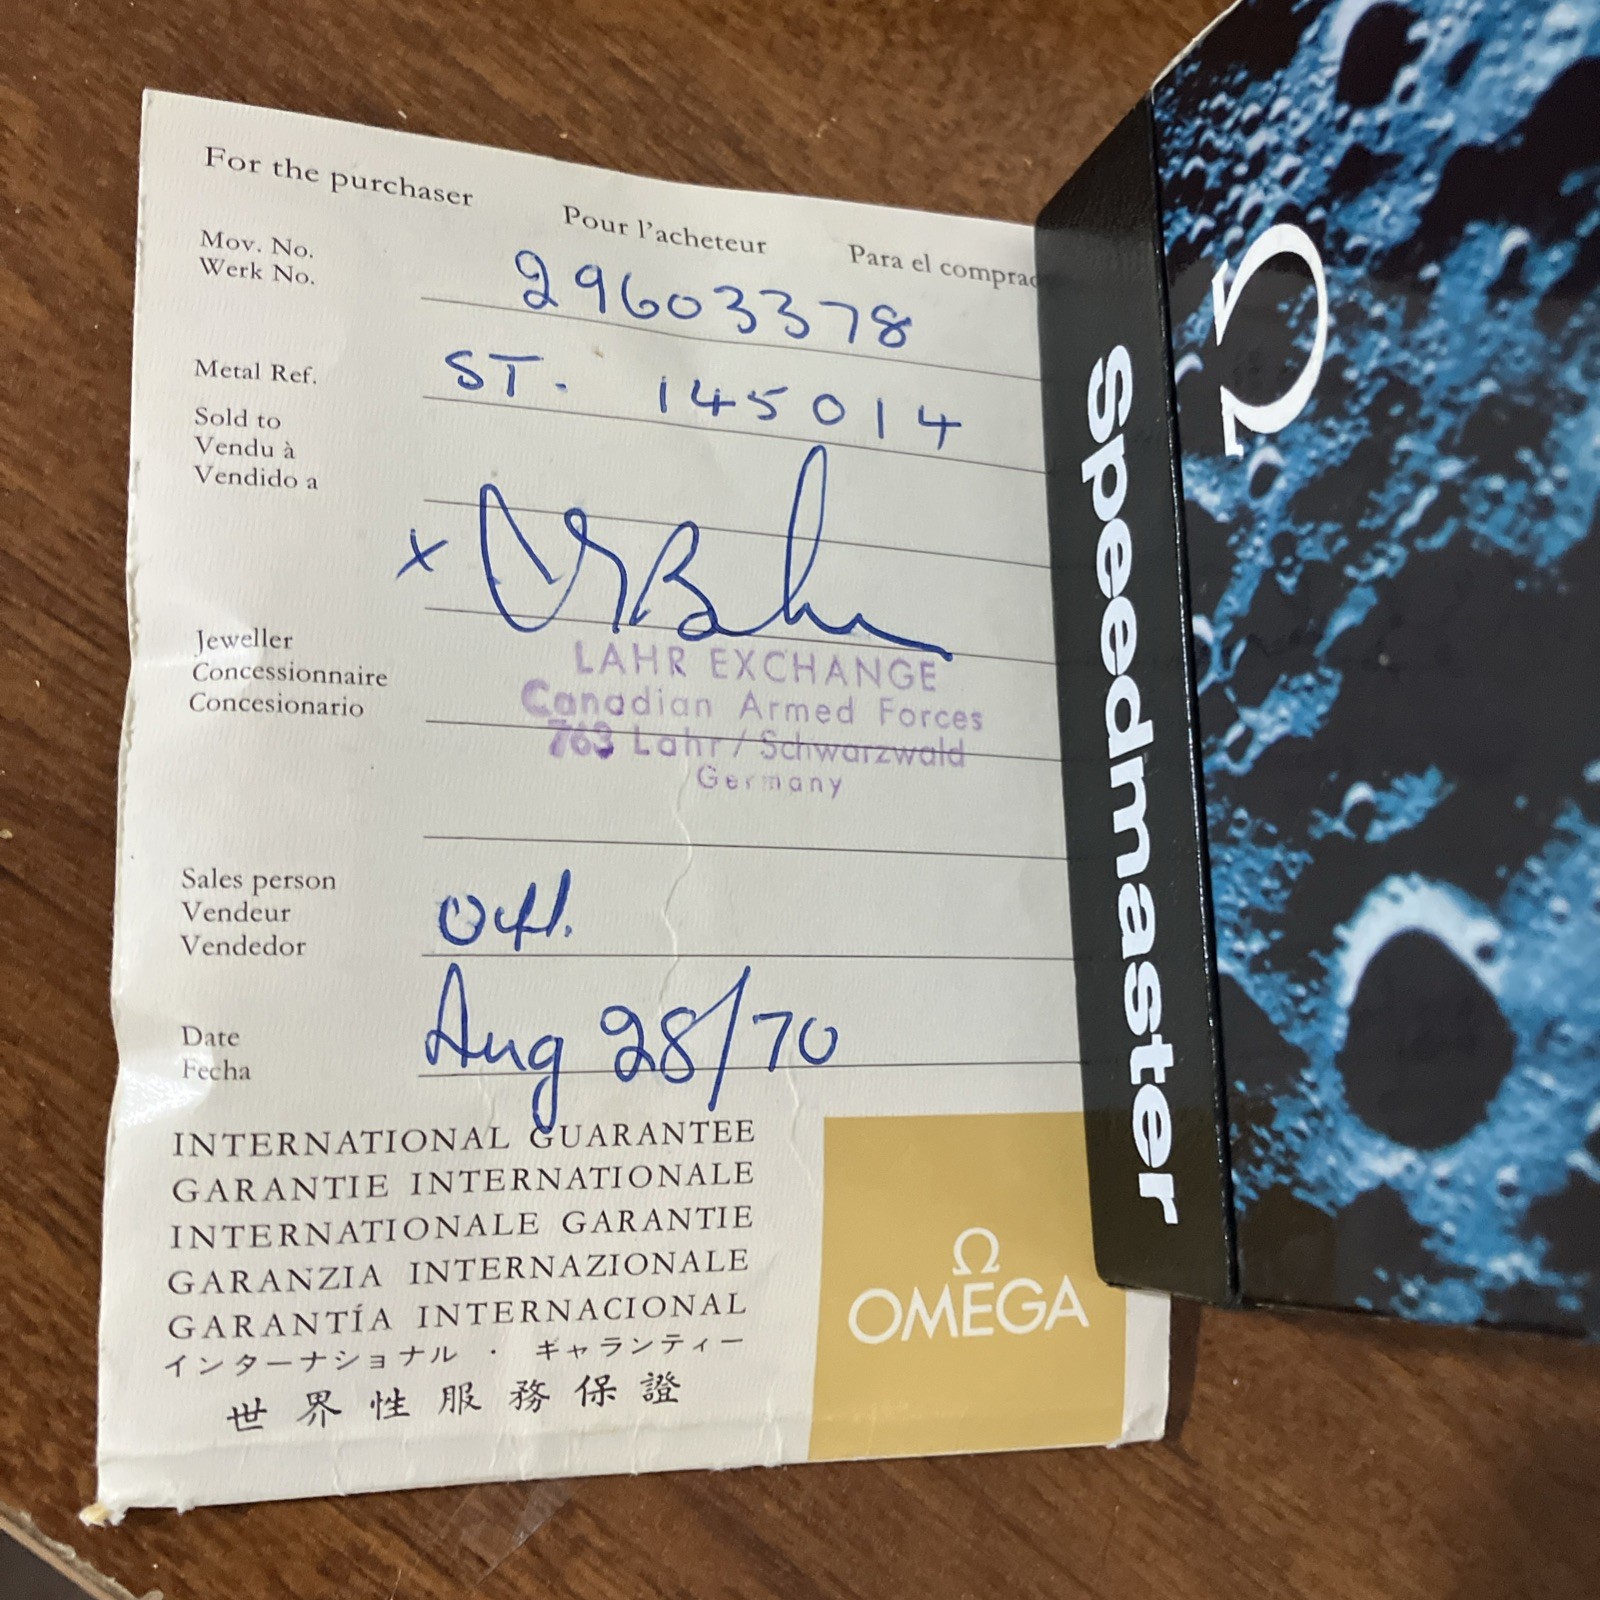 For the purchaser Pour l'acheteur Para el comprac
Mov. No. 29603378
Werk No.
Metal Ref. ST. 145014
Sold to
Vendu à
Vendido a
x
Jeweller LAHR EXCHANGE
Concessionnaire Canadian Armed Forces
Concesionario 763 Lahr / Schwarzwald
Germany
Sales person
Vendeur
Vendedor
Date Aug 28/70
Fecha
INTERNATIONAL GUARANTEE
GARANTIE INTERNATIONALE
INTERNATIONALE GARANTIE
GARANZIA INTERNAZIONALE
GARANTÍA INTERNACIONAL
インターナショナル · ギャランティー
世界性服務保證
Ω
OMEGA
Ω
Speedmaster